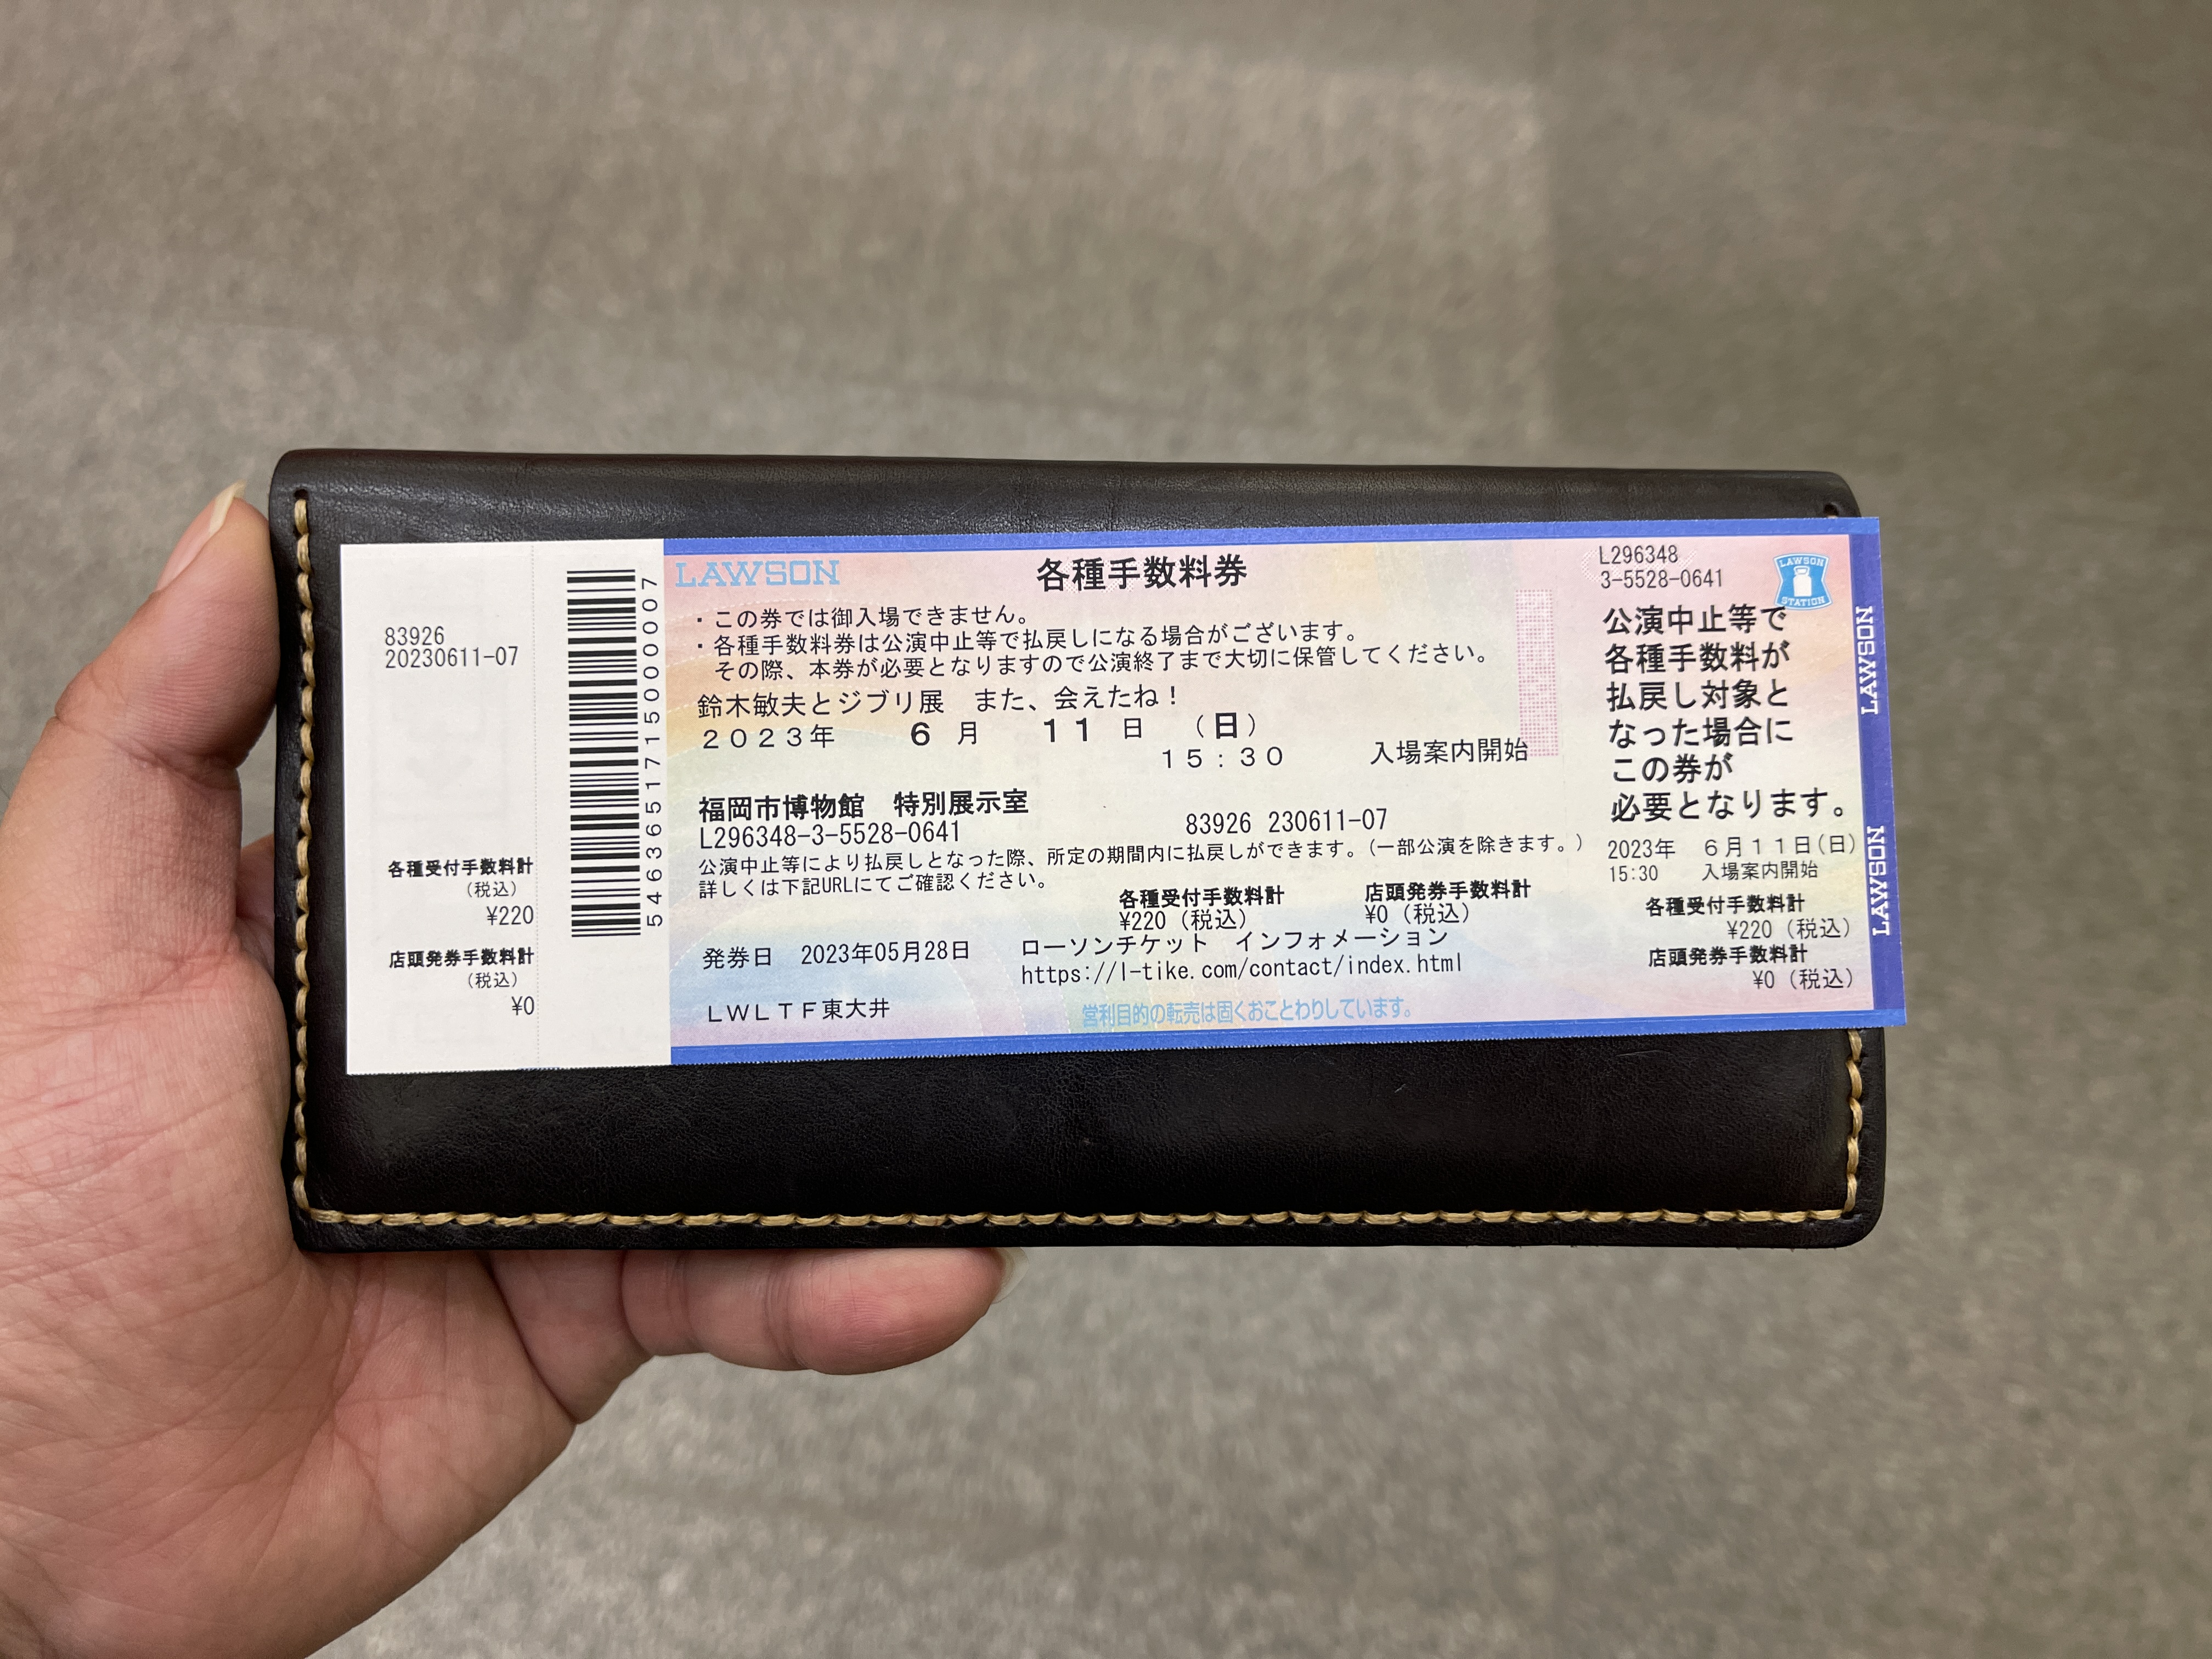 83926
20230611-07
各種受付手数料計
（税込）
¥220
店頭発券手数料計
（税込）
¥0
5463651715000007
LAWSON
各種手数料券
・この券では御入場できません。
・各種手数料券は公演中止等で払戻しになる場合がございます。
その際、本券が必要となりますので公演終了まで大切に保管してください。
鈴木敏夫とジブリ展　また、会えたね！
２０２３年　６月　１１日　（日）
１５：３０　入場案内開始
福岡市博物館　特別展示室
L296348-3-5528-0641　83926 230611-07
公演中止等により払戻しとなった際、所定の期間内に払戻しができます。（一部公演を除きます。）
詳しくは下記URLにてご確認ください。
各種受付手数料計　店頭発券手数料計
¥220（税込）　¥0（税込）
発券日　2023年05月28日　ローソンチケット　インフォメーション
https://l-tike.com/contact/index.html
ＬＷＬＴＦ東大井
営利目的の転売は固くおことわりしています。
L296348
3-5528-0641
LAWSON
STATION
公演中止等で
各種手数料が
払戻し対象と
なった場合に
この券が
必要となります。
2023年　６月１１日（日）
15:30　入場案内開始
各種受付手数料計
¥220（税込）
店頭発券手数料計
¥0（税込）
LAWSON
LAWSON